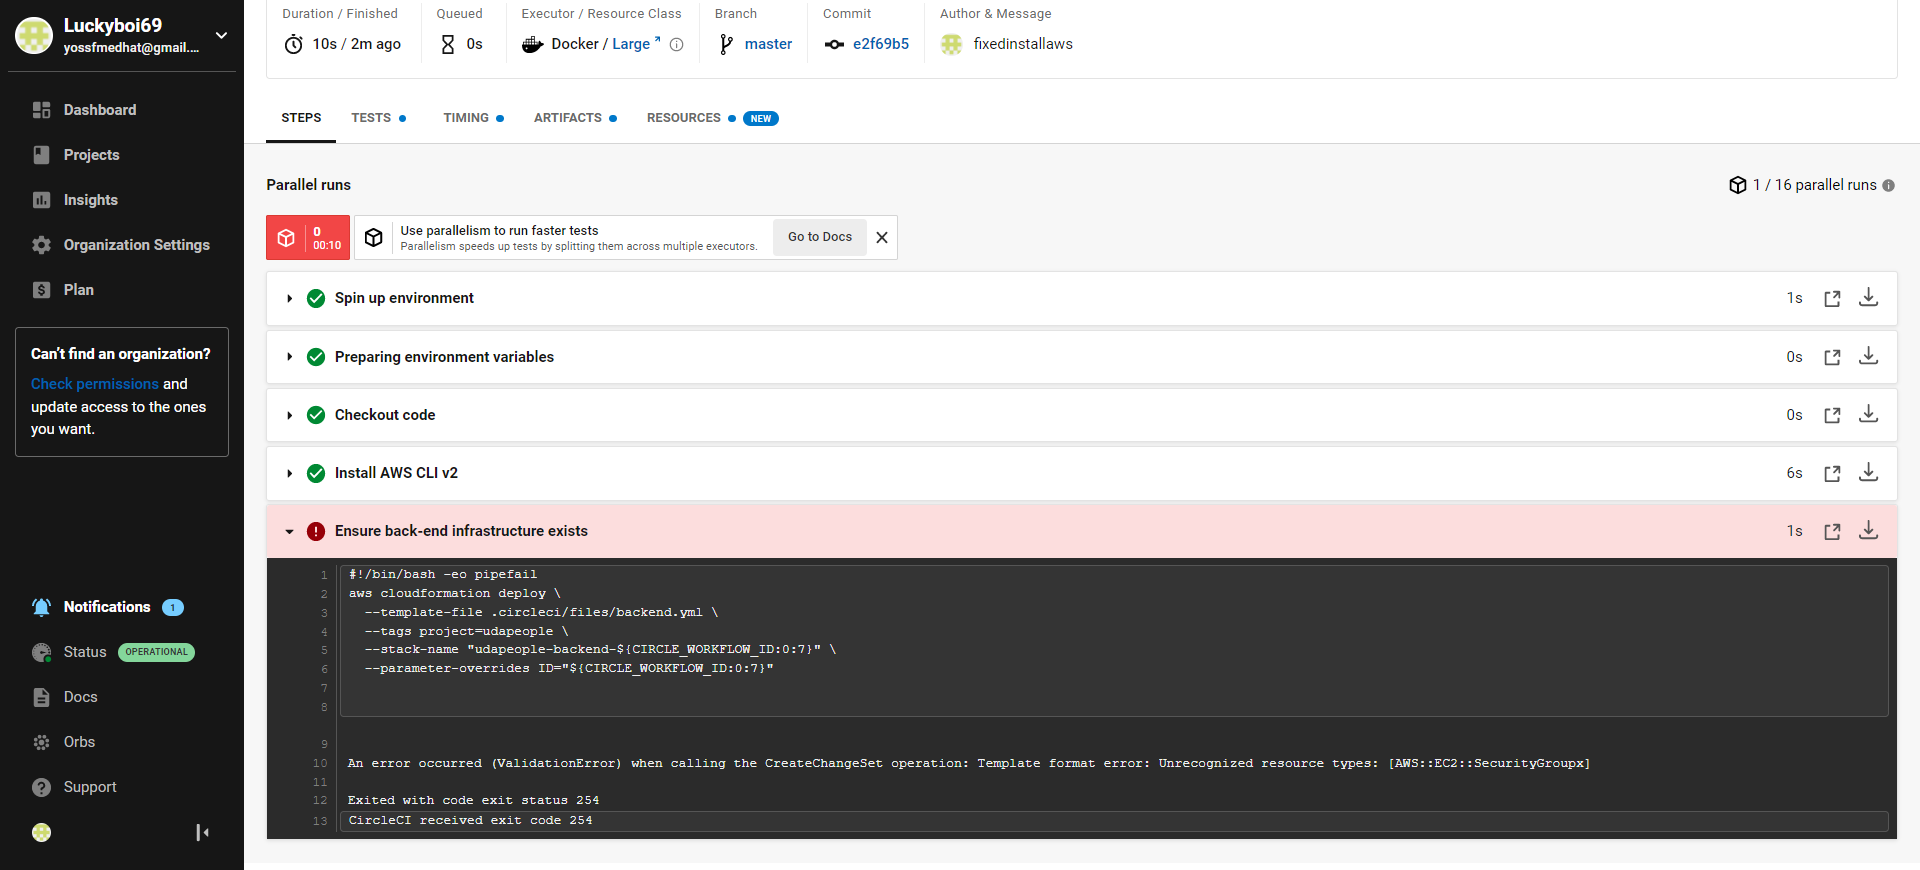 Luckyboi69
yossfmedhat@gmail....
Dashboard
Projects
Insights
Organization Settings
Plan
Can't find an organization?
Check permissions and
update access to the ones
you want.
Notifications 1
Status OPERATIONAL
Docs
Orbs
Support
Duration / Finished
10s / 2m ago
Queued
0s
Executor / Resource Class
Docker / Large
Branch
master
Commit
e2f69b5
Author & Message
fixedinstallaws
STEPS
TESTS
TIMING
ARTIFACTS
RESOURCES NEW
Parallel runs
1 / 16 parallel runs
0
00:10
Use parallelism to run faster tests
Parallelism speeds up tests by splitting them across multiple executors.
Go to Docs
Spin up environment 1s
Preparing environment variables 0s
Checkout code 0s
Install AWS CLI v2 6s
Ensure back-end infrastructure exists 1s
1 #!/bin/bash -eo pipefail
2 aws cloudformation deploy \
3 --template-file .circleci/files/backend.yml \
4 --tags project=udapeople \
5 --stack-name "udapeople-backend-${CIRCLE_WORKFLOW_ID:0:7}" \
6 --parameter-overrides ID="${CIRCLE_WORKFLOW_ID:0:7}"
7
8
9
10 An error occurred (ValidationError) when calling the CreateChangeSet operation: Template format error: Unrecognized resource types: [AWS::EC2::SecurityGroupx]
11
12 Exited with code exit status 254
13 CircleCI received exit code 254